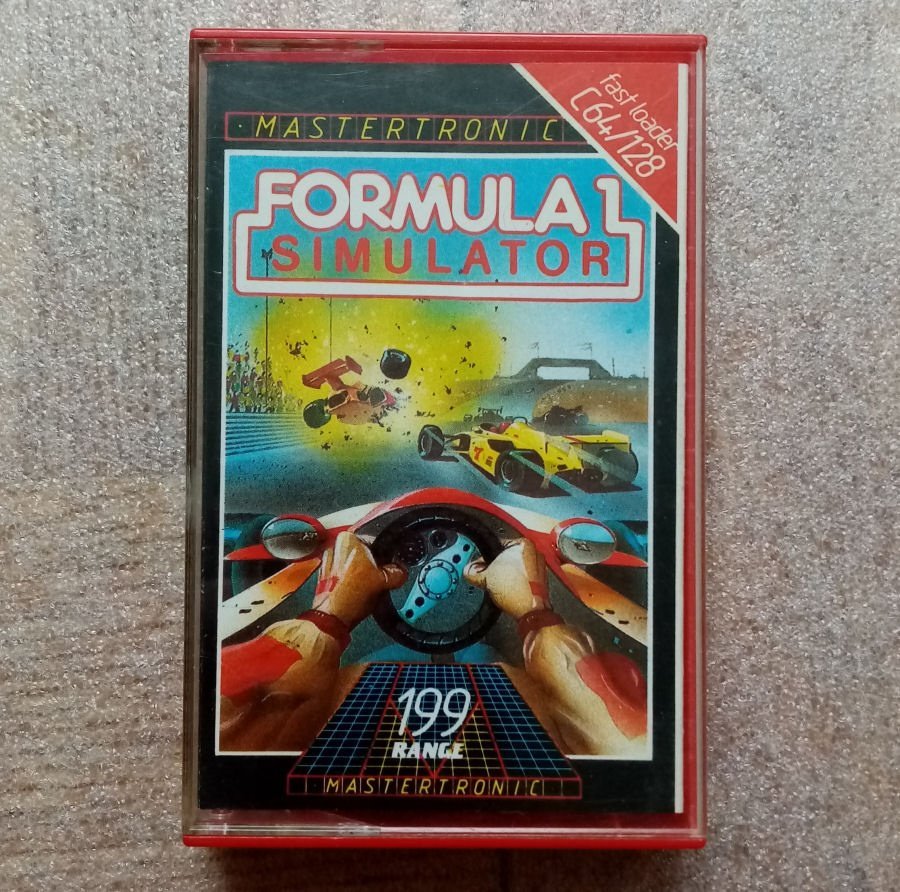 MASTERTRONIC
fast loader
C64/128
FORMULA 1
SIMULATOR
199
RANGE
MASTERTRONIC